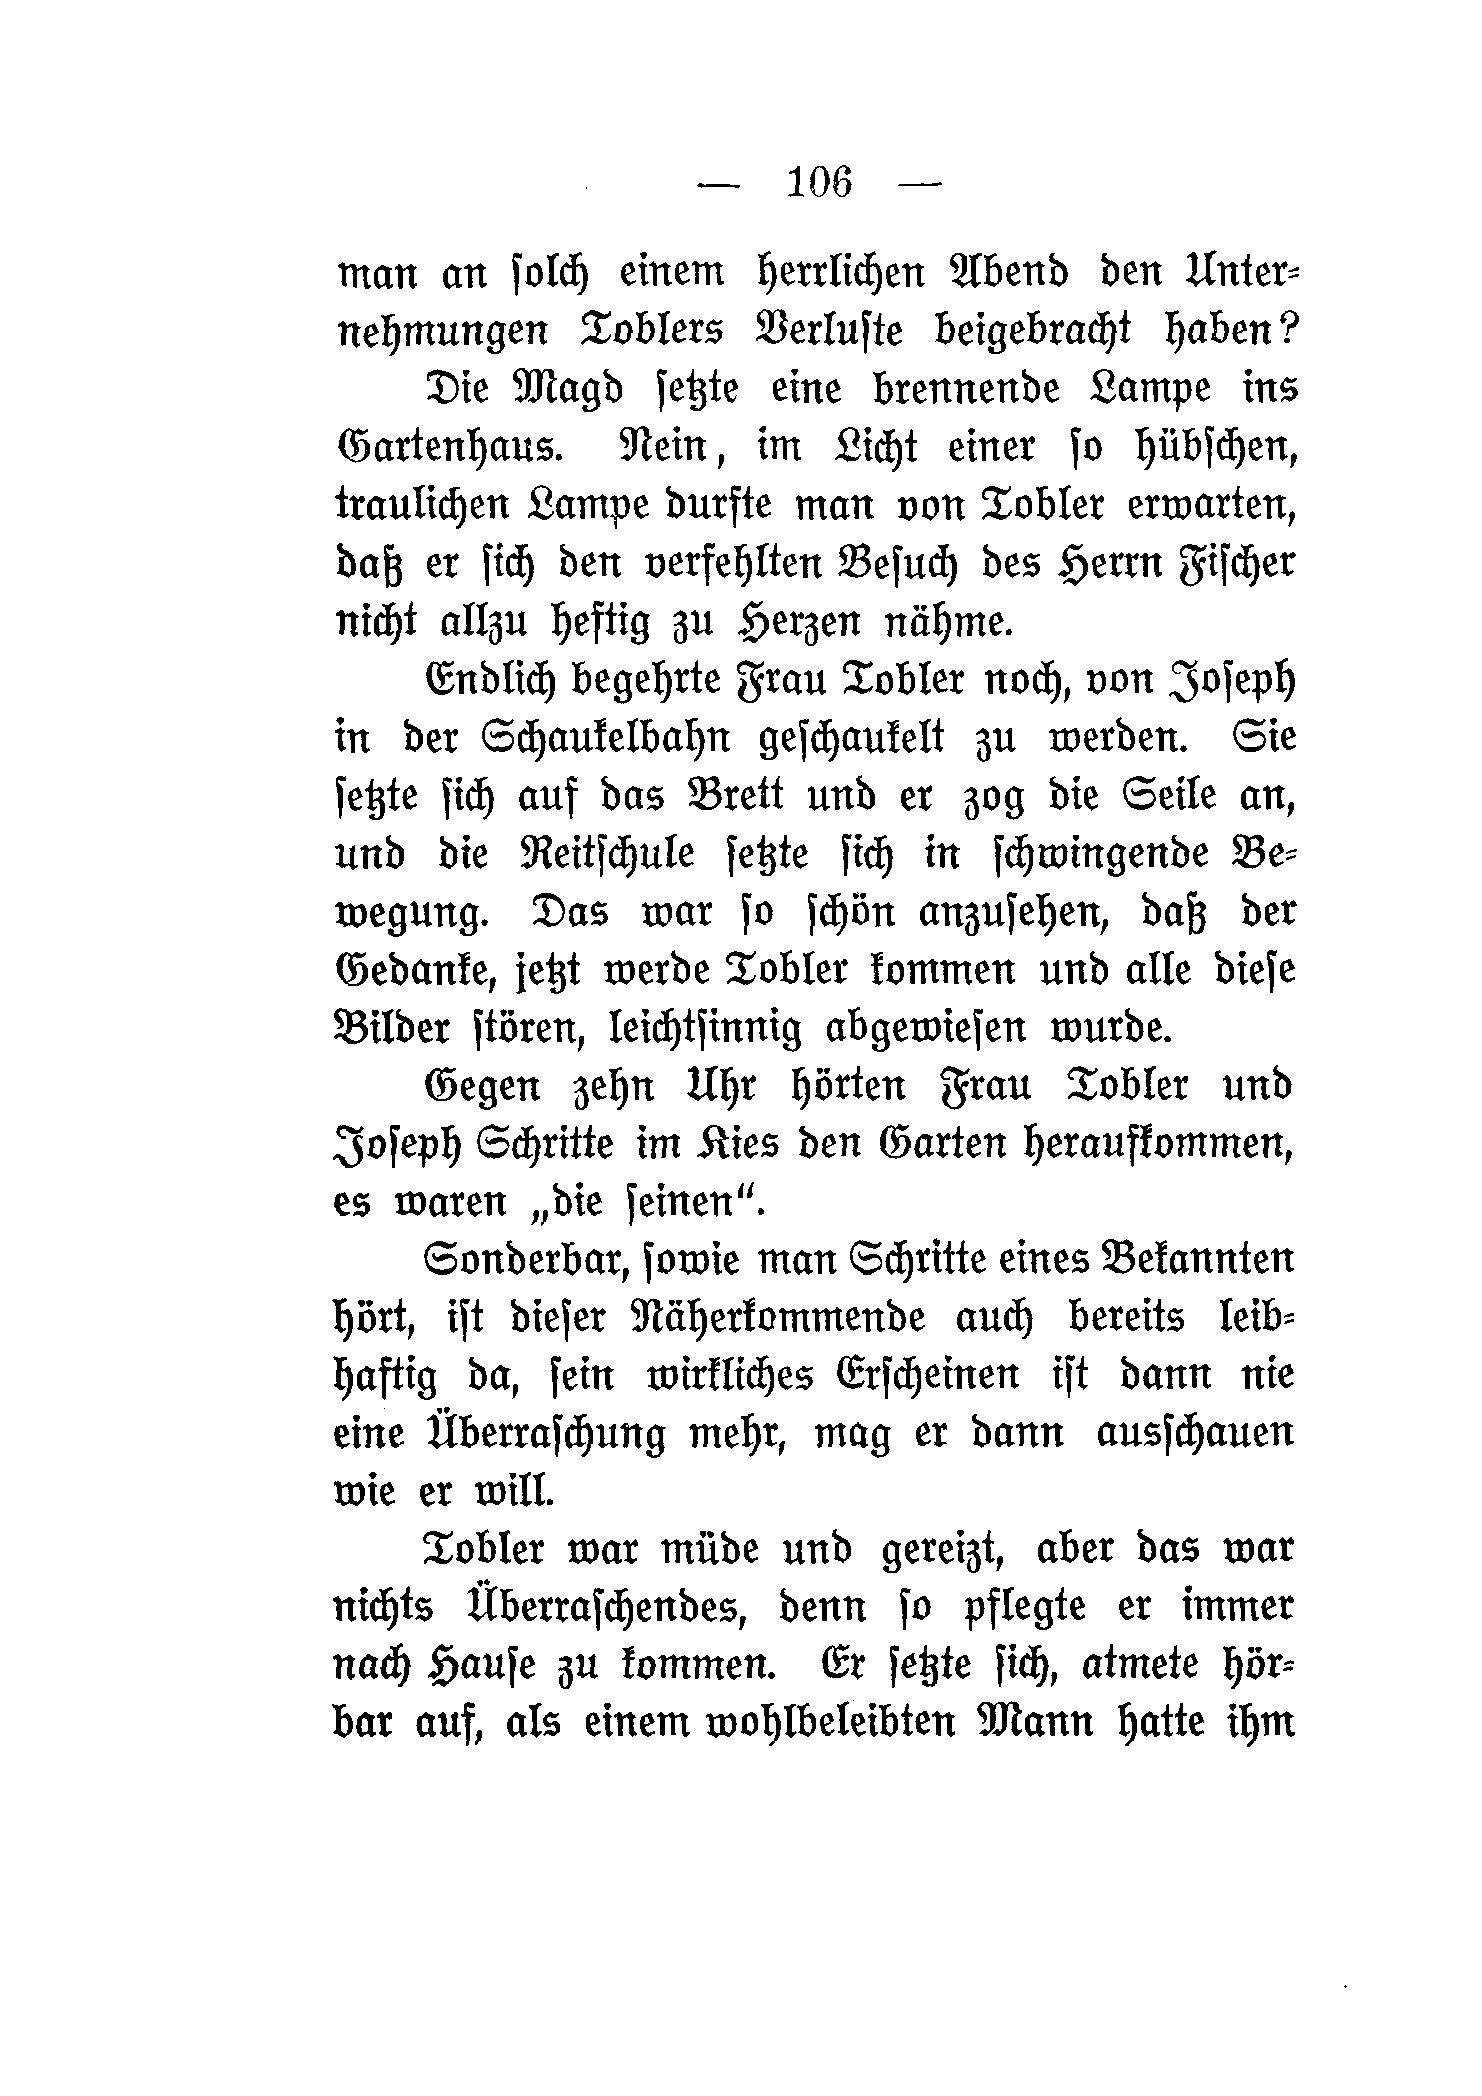 — 106 —
man an ſolch einem herrlichen Abend den Unter⸗
nehmungen Toblers Verluſte beigebracht haben?
Die Magd ſetzte eine brennende Lampe ins
Gartenhaus. Nein, im Licht einer ſo hübſchen,
traulichen Lampe durfte man von Tobler erwarten,
daß er ſich den verfehlten Beſuch des Herrn Fiſcher
nicht allzu heftig zu Herzen nähme.
Endlich begehrte Frau Tobler noch, von Joſeph
in der Schaukelbahn geſchaukelt zu werden. Sie
ſetzte ſich auf das Brett und er zog die Seile an,
und die Reitſchule ſetzte ſich in ſchwingende Be⸗
wegung. Das war ſo ſchön anzuſehen, daß der
Gedanke, jetzt werde Tobler kommen und alle dieſe
Bilder ſtören, leichtſinnig abgewieſen wurde.
Gegen zehn Uhr hörten Frau Tobler und
Joſeph Schritte im Kies den Garten heraufkommen,
es waren „die ſeinen“.
Sonderbar, ſowie man Schritte eines Bekannten
hört, iſt dieſer Näherkommende auch bereits leib⸗
haftig da, ſein wirkliches Erſcheinen iſt dann nie
eine Überraſchung mehr, mag er dann ausſchauen
wie er will.
Tobler war müde und gereizt, aber das war
nichts Überraſchendes, denn ſo pflegte er immer
nach Hauſe zu kommen. Er ſetzte ſich, atmete hör⸗
bar auf, als einem wohlbeleibten Mann hatte ihm